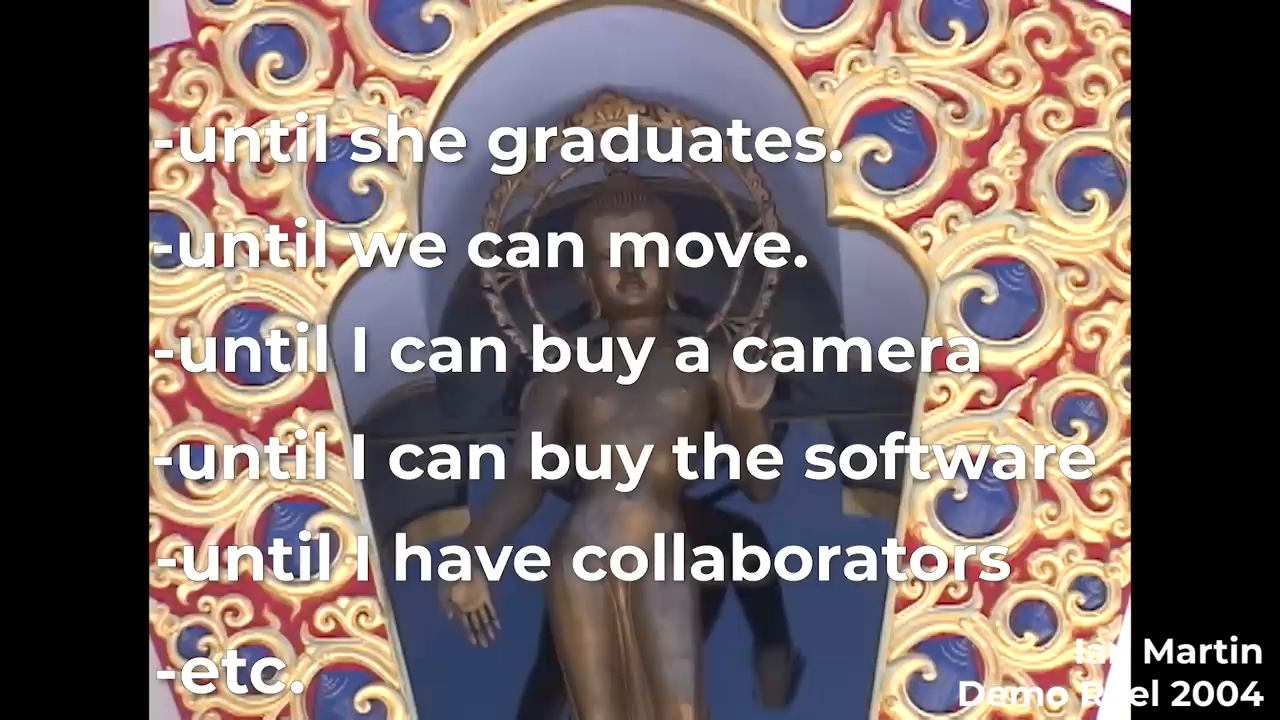 -until she graduates.
-until we can move.
-until I can buy a camera
-until I can buy the software
-until I have collaborators
-etc.
Ian Martin
Demo Reel 2004